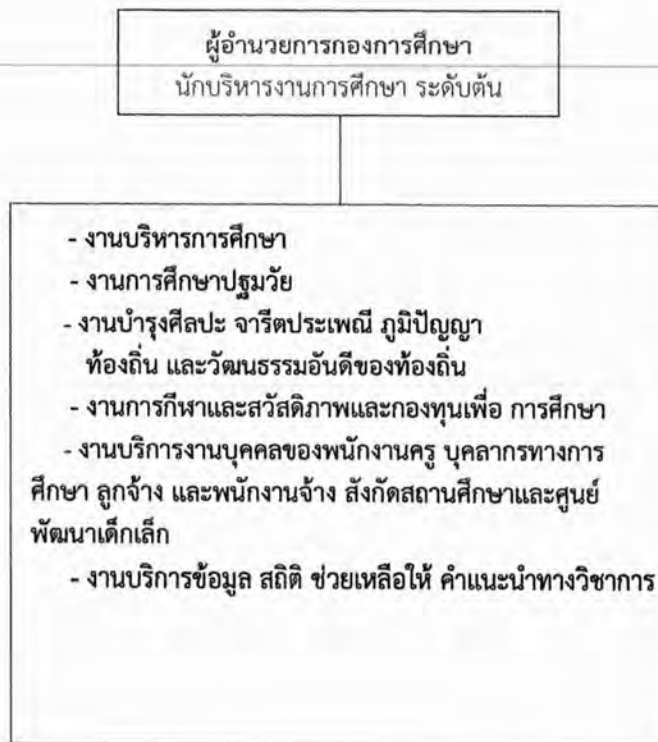 ผู้อำนวยการกองการศึกษา
นักบริหารงานการศึกษา ระดับต้น
- งานบริหารการศึกษา
- งานการศึกษาปฐมวัย
- งานบำรุงศิลปะ จารีตประเพณี ภูมิปัญญา
ท้องถิ่น และวัฒนธรรมอันดีของท้องถิ่น
- งานการกีฬาและสวัสดิภาพและกองทุนเพื่อ การศึกษา
- งานบริการงานบุคคลของพนักงานครู บุคลากรทางการ
ศึกษา ลูกจ้าง และพนักงานจ้าง สังกัดสถานศึกษาและศูนย์
พัฒนาเด็กเล็ก
- งานบริการข้อมูล สถิติ ช่วยเหลือให้ คำแนะนำทางวิชาการ